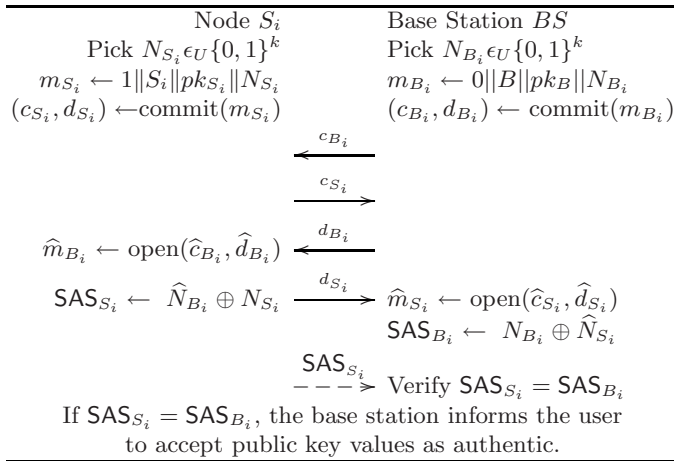 Node S_i Base Station BS
Pick N_{S_i} ϵ_U {0, 1}^k Pick N_{B_i} ϵ_U {0, 1}^k
m_{S_i} ← 1‖S_i‖pk_{S_i}‖N_{S_i} m_{B_i} ← 0||B||pk_B||N_{B_i}
(c_{S_i}, d_{S_i}) ←commit(m_{S_i}) (c_{B_i}, d_{B_i}) ← commit(m_{B_i})
c_{B_i}
c_{S_i}
d_{B_i}
m̂_{B_i} ← open(ĉ_{B_i}, d̂_{B_i})
d_{S_i}
SAS_{S_i} ← N̂_{B_i} ⊕ N_{S_i} m̂_{S_i} ← open(ĉ_{S_i}, d̂_{S_i})
SAS_{B_i} ← N_{B_i} ⊕ N̂_{S_i}
SAS_{S_i}
Verify SAS_{S_i} = SAS_{B_i}
If SAS_{S_i} = SAS_{B_i}, the base station informs the user
to accept public key values as authentic.